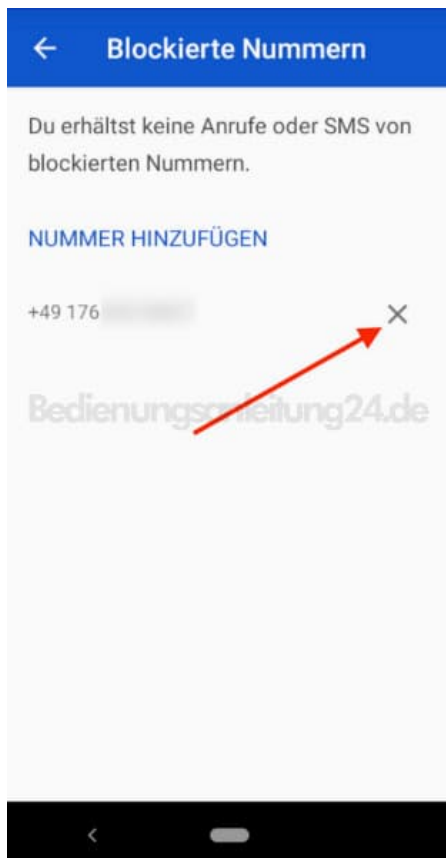 Blockierte Nummern
Du erhältst keine Anrufe oder SMS von
blockierten Nummern.
NUMMER HINZUFÜGEN
+49 176
Bedienungsanleitung24.de